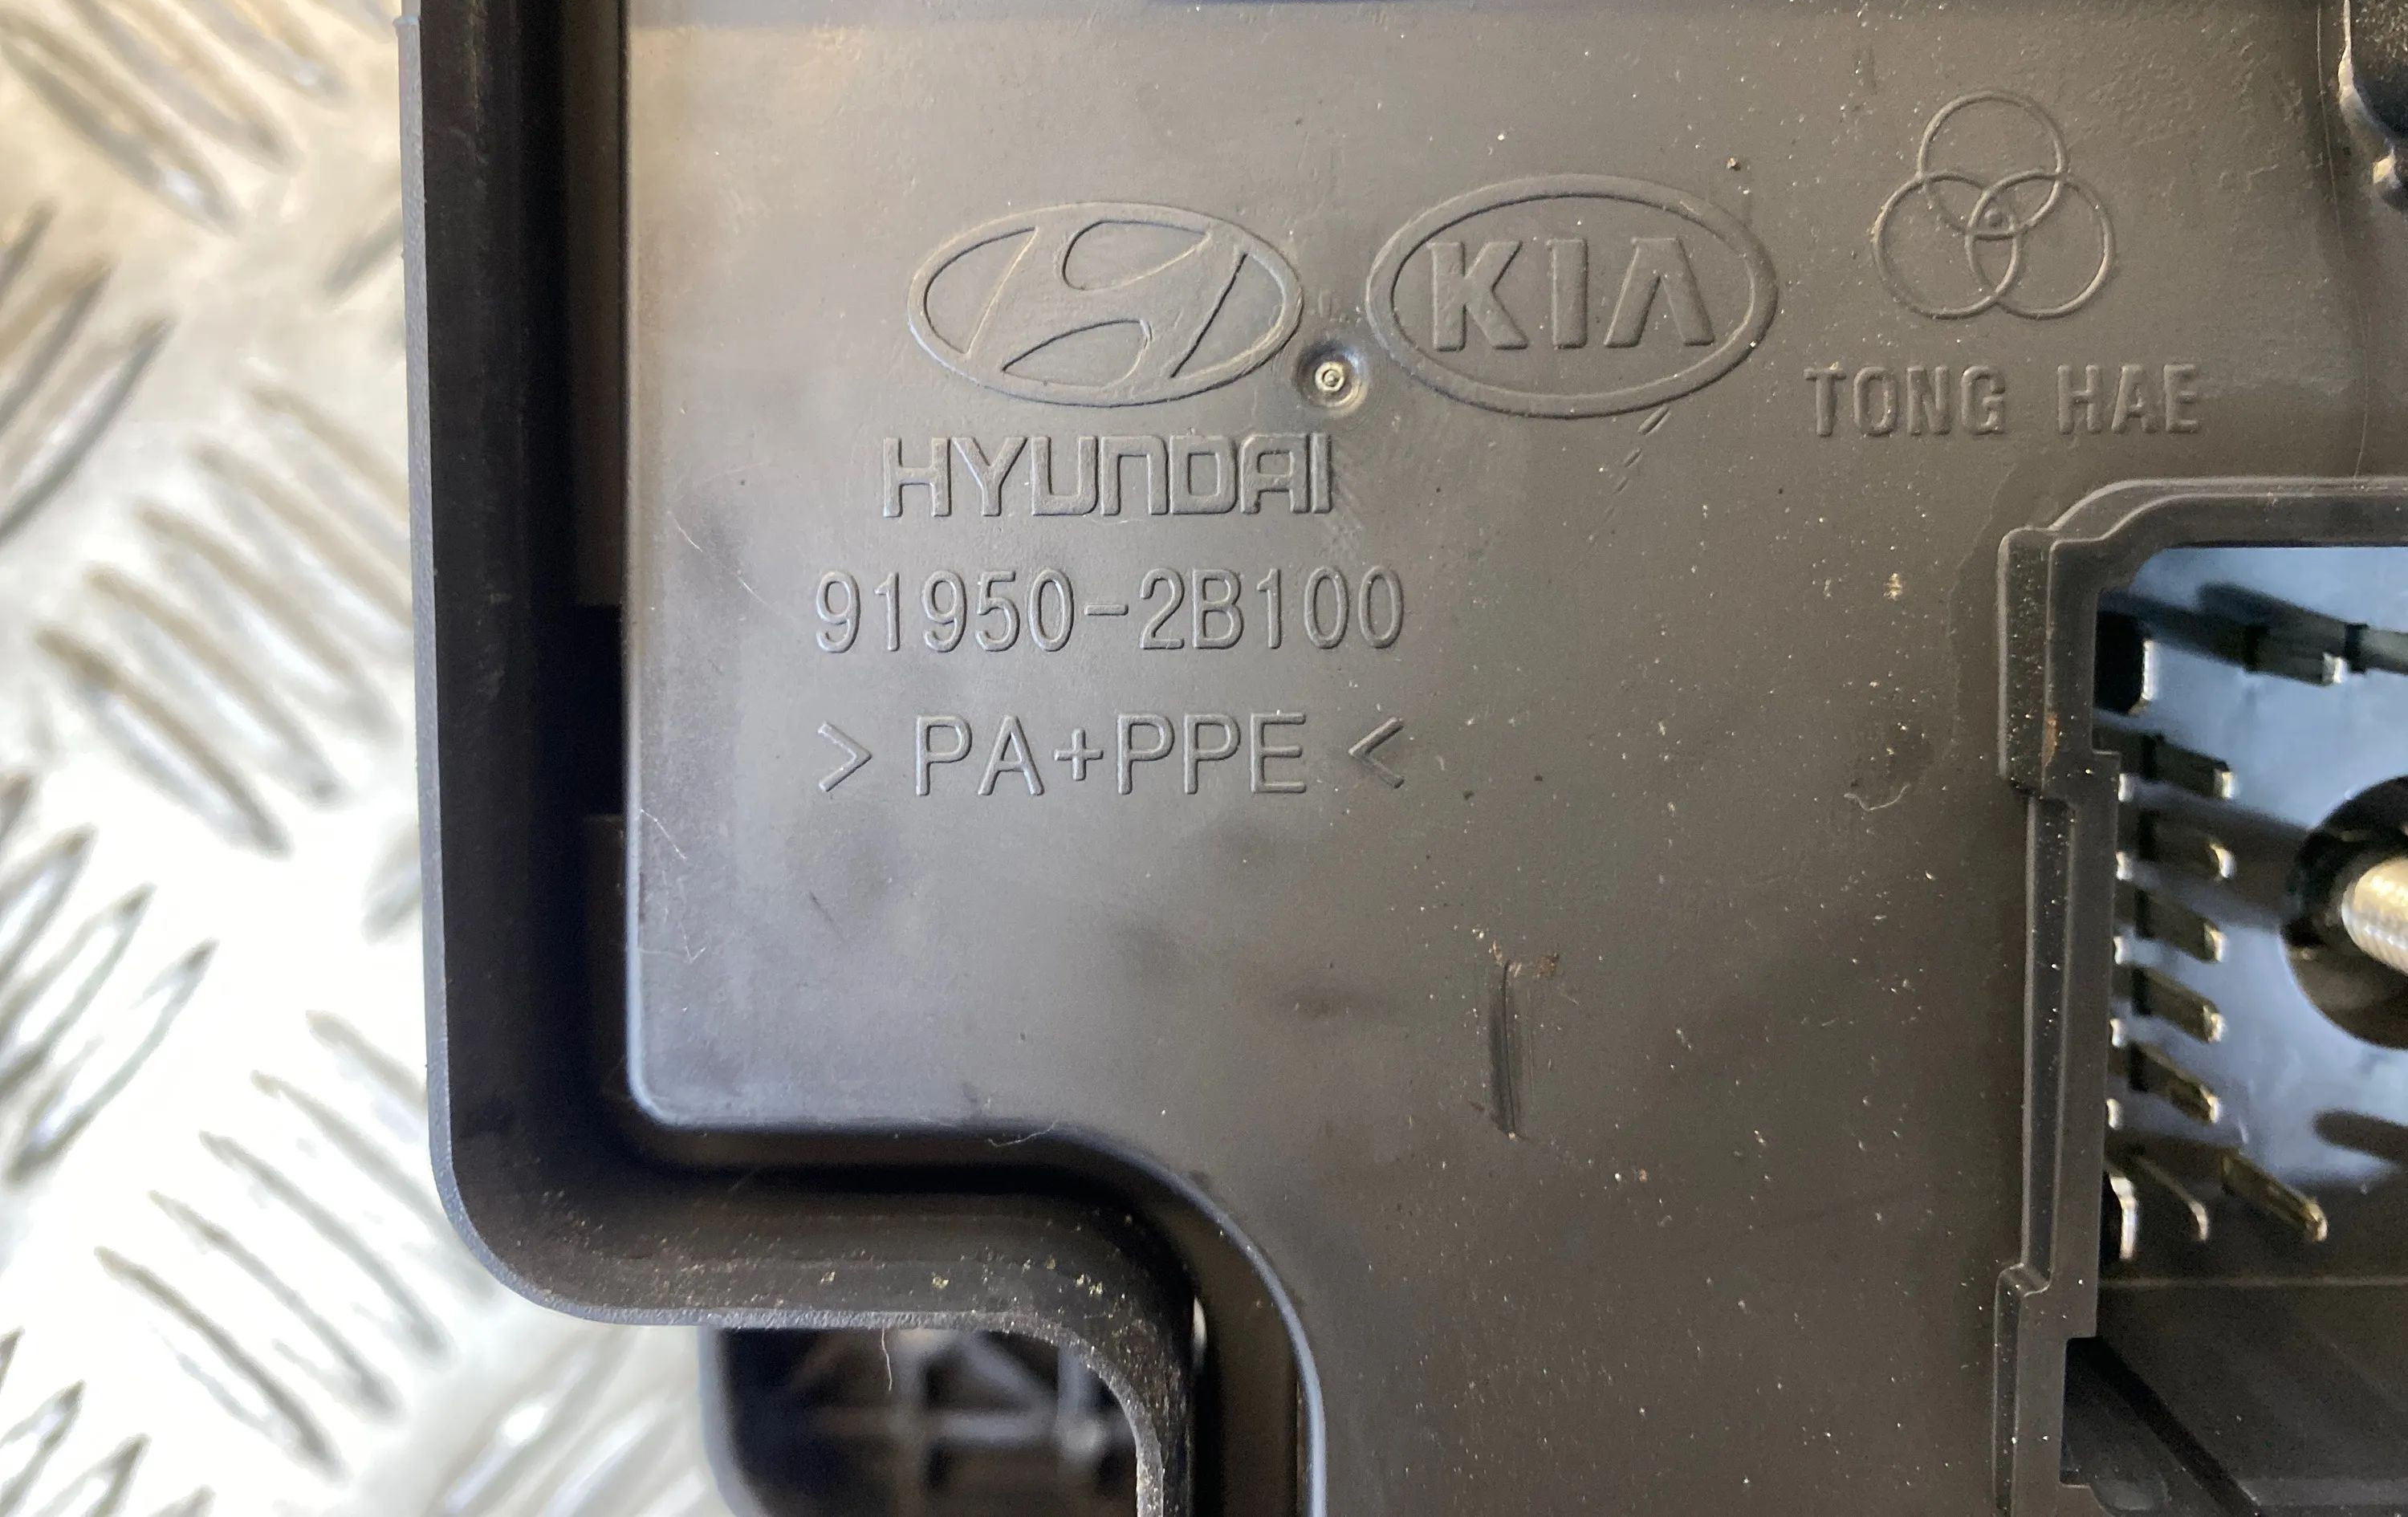 KIA
TONG HAE
HYUNDAI
91950-2B100
> PA+PPE <